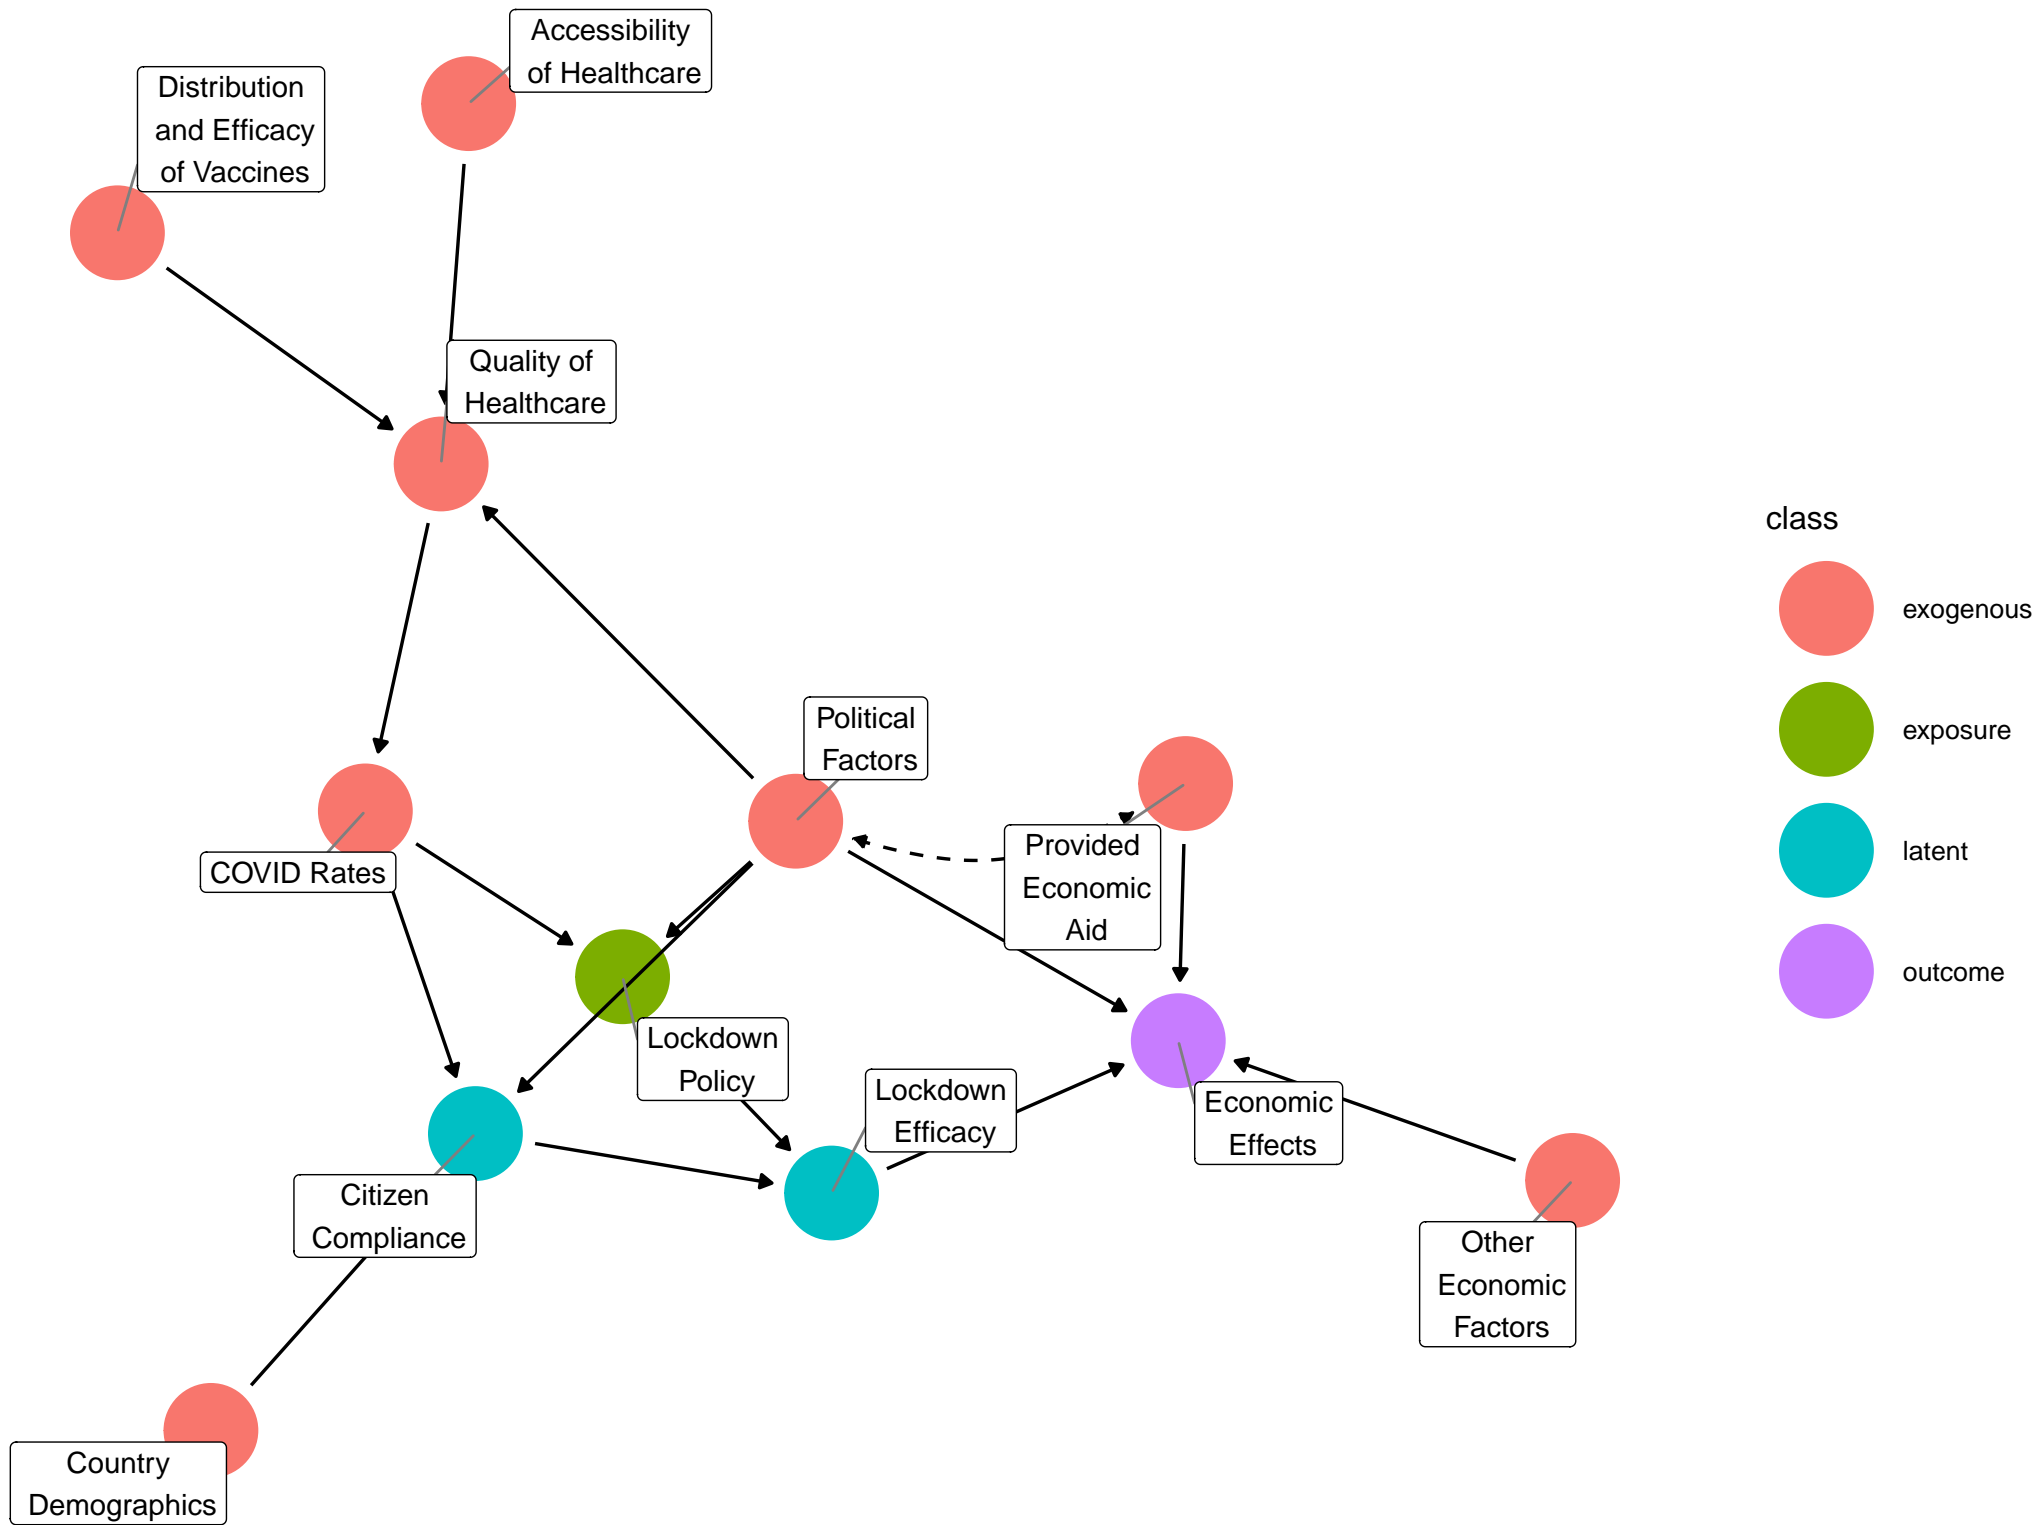 Accessibility
of Healthcare
Distribution
and Efficacy
of Vaccines
Quality of
Healthcare
class
exogenous
exposure
latent
outcome
Political
Factors
Provided
Economic
Aid
COVID Rates
Lockdown
Policy
Lockdown
Efficacy
Economic
Effects
Citizen
Compliance
Other
Economic
Factors
Country
Demographics